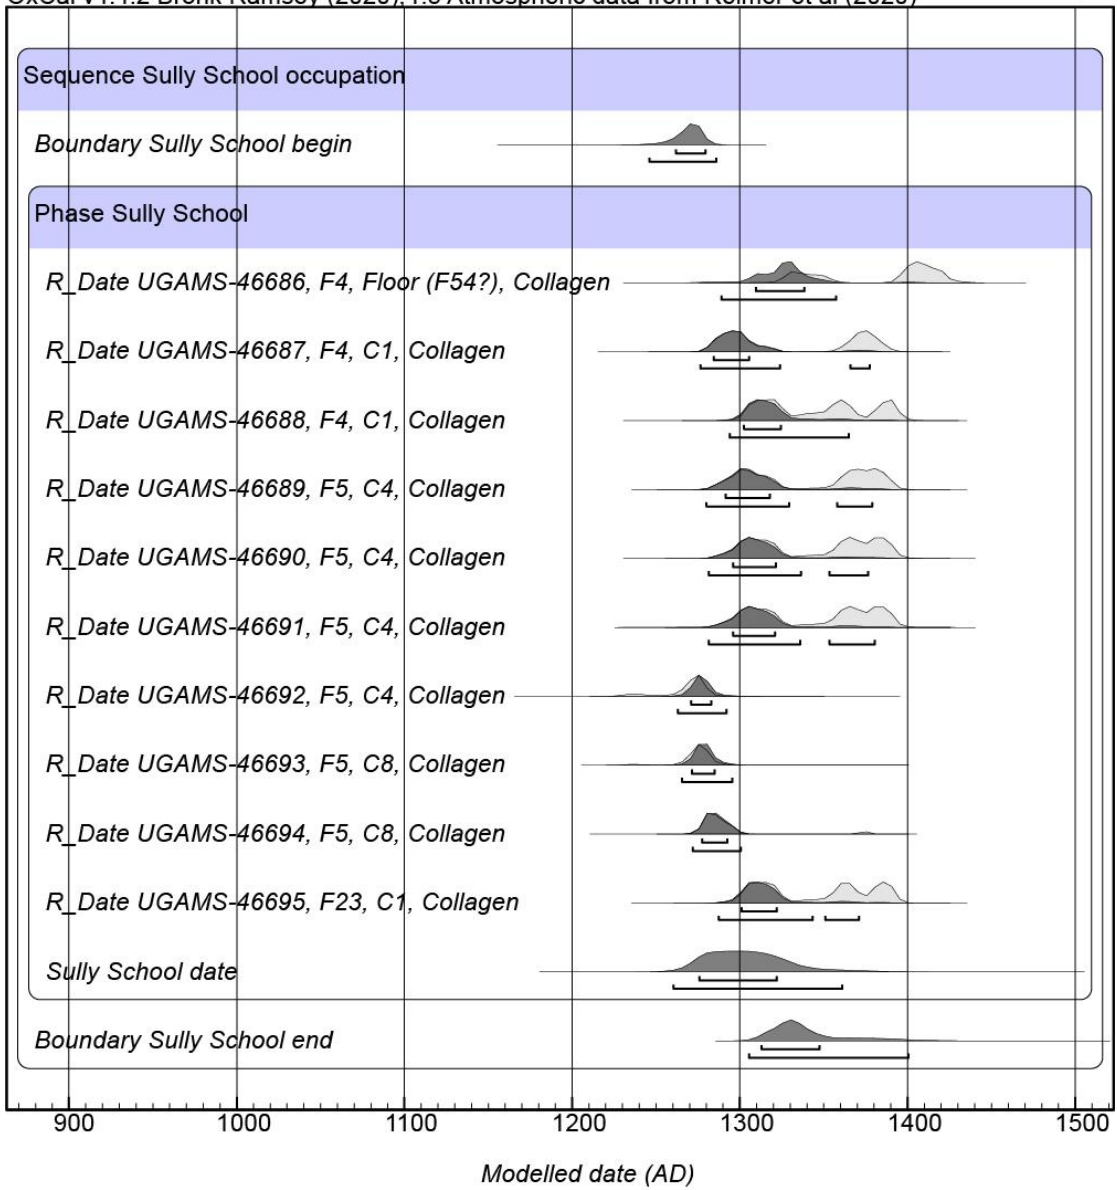 Sequence Sully School occupation
Boundary Sully School begin
Phase Sully School
R_Date UGAMS-46686, F4, Floor (F54?), Collagen
R_Date UGAMS-46687, F4, C1, Collagen
R_Date UGAMS-46688, F4, C1, Collagen
R_Date UGAMS-46689, F5, C4, Collagen
R_Date UGAMS-46690, F5, C4, Collagen
R_Date UGAMS-46691, F5, C4, Collagen
R_Date UGAMS-46692, F5, C4, Collagen
R_Date UGAMS-46693, F5, C8, Collagen
R_Date UGAMS-46694, F5, C8, Collagen
R_Date UGAMS-46695, F23, C1, Collagen
Sully School date
Boundary Sully School end
900 1000 1100 1200 1300 1400 1500
Modelled date (AD)